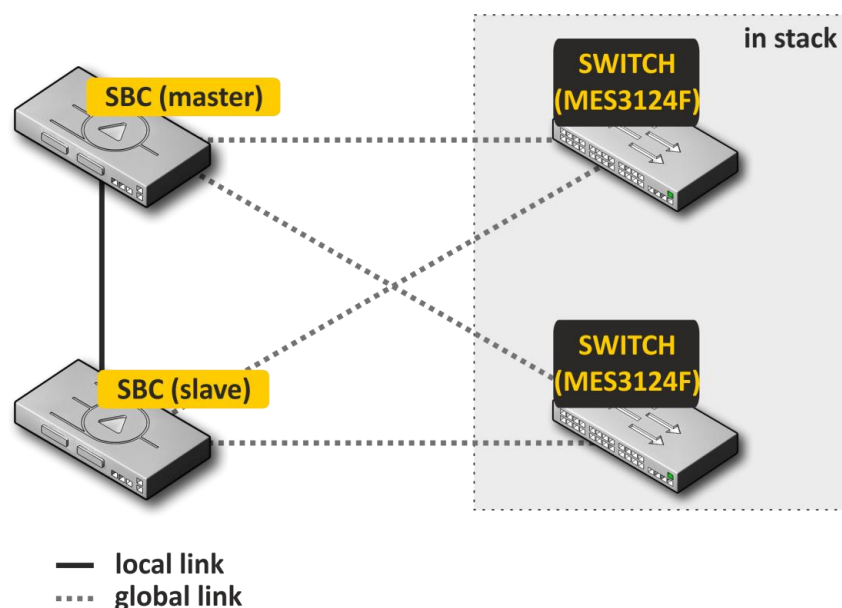 in stack
SWITCH
(MES3124F)
SBC (master)
SWITCH
(MES3124F)
SBC (slave)
local link
global link